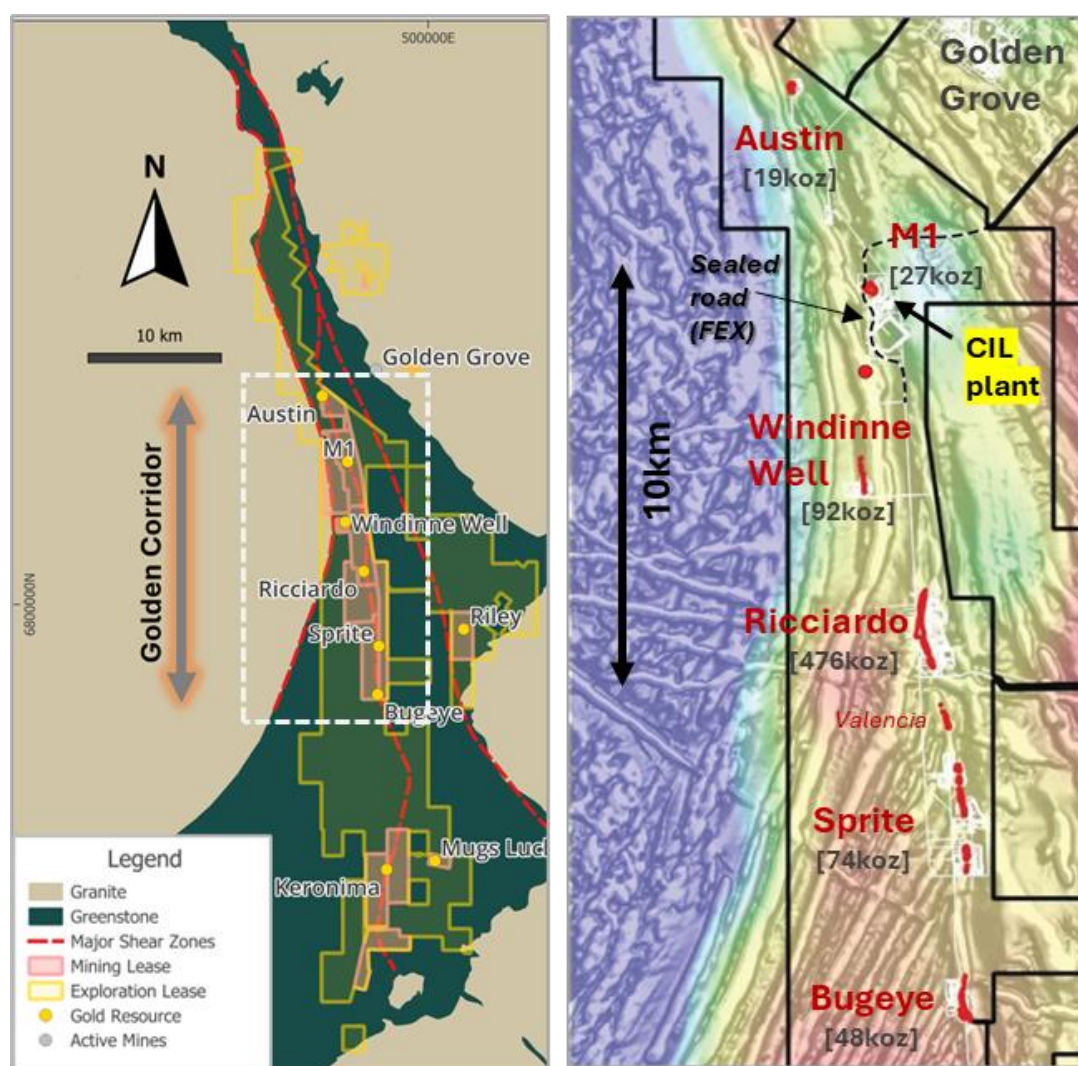 500000E
N
10 km
Golden Grove
Austin
M1
Golden Corridor
Windinne Well
6800000N
Ricciardo
Riley
Sprite
Bugeye
Mugs Lucl
Keronima
Legend
Granite
Greenstone
Major Shear Zones
Mining Lease
Exploration Lease
Gold Resource
Active Mines
Golden
Grove
Austin
[19koz]
M1
[27koz]
Sealed
road
(FEX)
CIL
plant
10km
Windinne
Well
[92koz]
Ricciardo
[476koz]
Valencia
Sprite
[74koz]
Bugeye
[48koz]